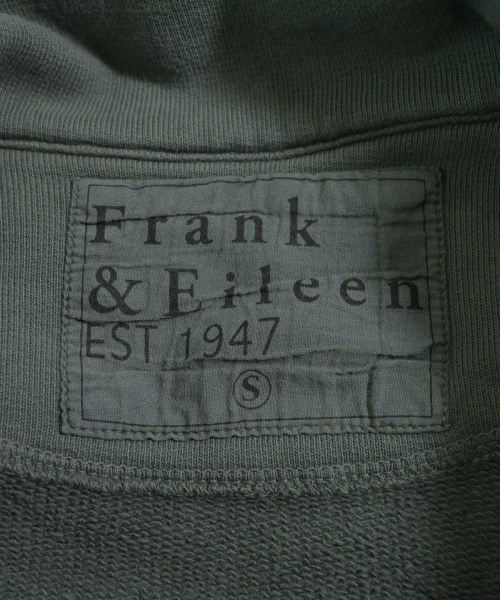 Frank
& Eileen
EST 1947
S